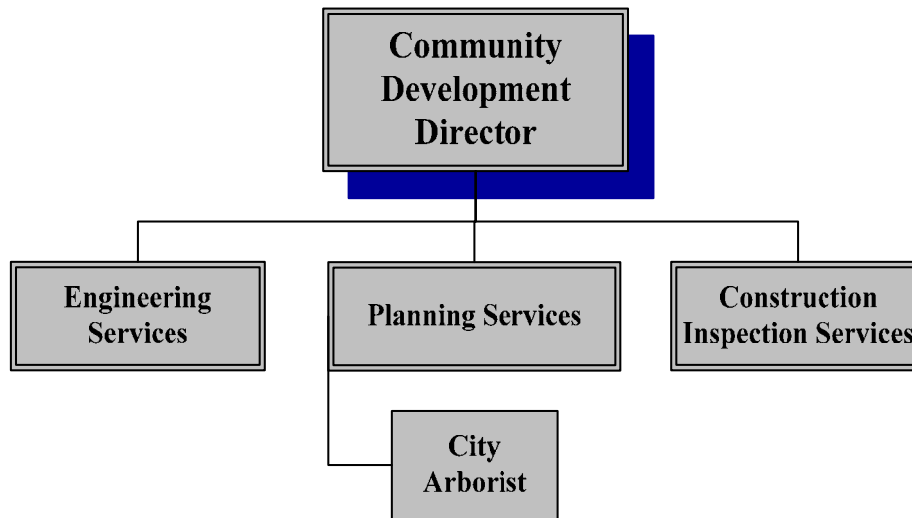 Community
Development
Director
Engineering
Services
Planning Services
Construction
Inspection Services
City
Arborist